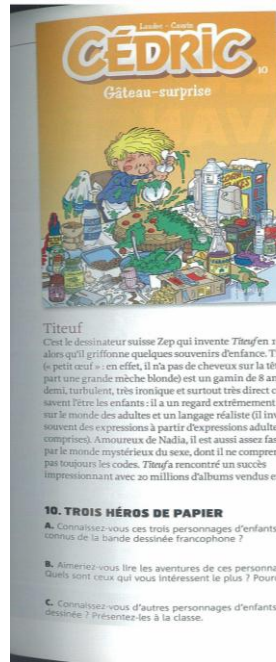 Laudec - Cauvin
CÉDRIC
10
Gâteau-surprise
CIMENT
EXPRESS
Titeuf
C'est le dessinateur suisse Zep qui invente Titeuf en
alors qu'il griffonne quelques souvenirs d'enfance. T
(« petit œuf » : en effet, il n'a pas de cheveux sur la tê
part une grande mèche blonde) est un gamin de 8 an
demi, turbulent, très ironique et surtout très direct c
savent l'être les enfants : il a un regard extrêmement
sur le monde des adultes et un langage réaliste (il inv
souvent des expressions à partir d'expressions adulte
comprises). Amoureux de Nadia, il est aussi assez fas
par le monde mystérieux du sexe, dont il ne compren
pas toujours les codes. Titeuf a rencontré un succès
impressionnant avec 20 millions d'albums vendus e
10. TROIS HÉROS DE PAPIER
A. Connaissez-vous ces trois personnages d'enfants
connus de la bande dessinée francophone ?
B. Aimeriez-vous lire les aventures de ces personna
Quels sont ceux qui vous intéressent le plus ? Pour
C. Connaissez-vous d'autres personnages d'enfants
dessinée ? Présentez-les à la classe.